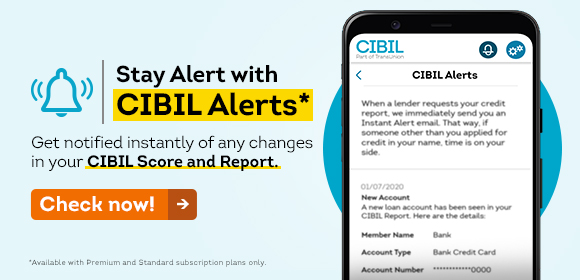 Stay Alert with
CIBIL Alerts*
Get notified instantly of any changes
in your CIBIL Score and Report.
Check now!
*Available with Premium and Standard subscription plans only.
CIBIL
Part of TransUnion
CIBIL Alerts
When a lender requests your credit
report, we immediately send you an
Instant Alert email. That way, if
someone other than you applied for
credit in your name, time is on your
side.
01/07/2020
New Account
A new loan account has been seen in your
CIBIL Report. Here are the details:
Member Name Bank
Account Type Bank Credit Card
Account Number ************0000